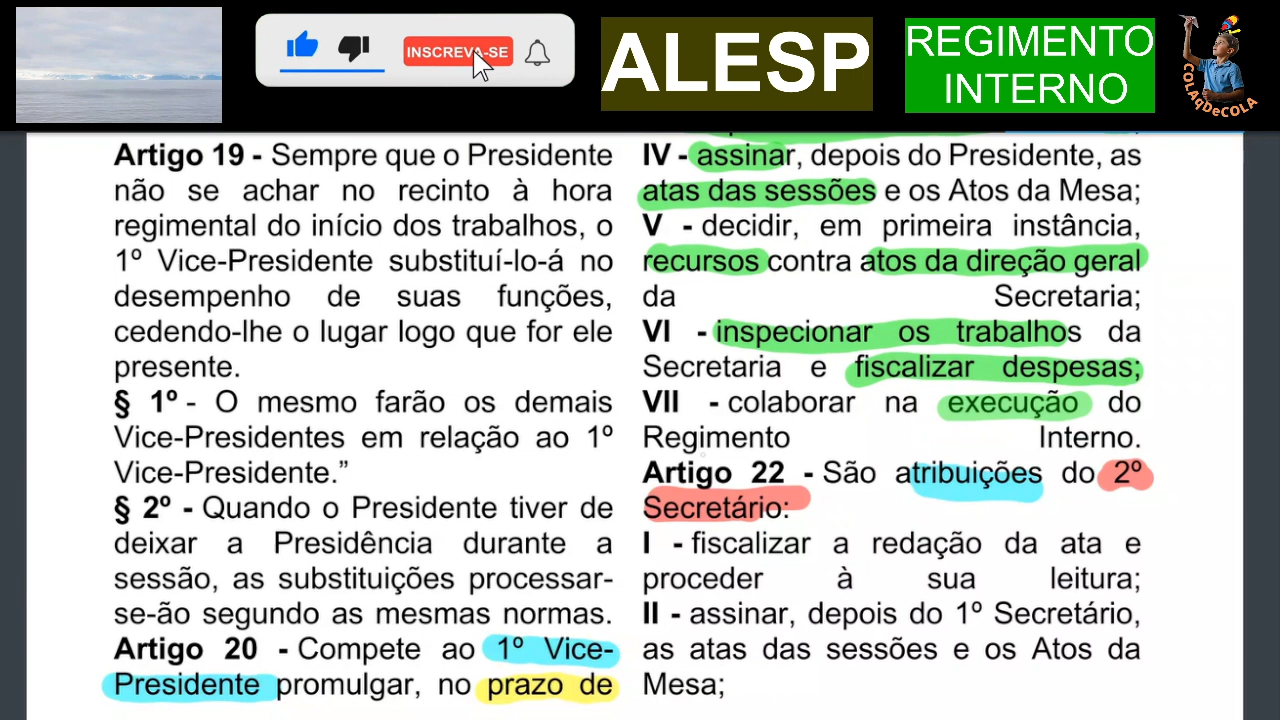 INSCREVA-SE
ALESP
REGIMENTO
INTERNO
COLAqDeCOLA
Artigo 19 - Sempre que o Presidente
não se achar no recinto à hora
regimental do início dos trabalhos, o
1º Vice-Presidente substituí-lo-á no
desempenho de suas funções,
cedendo-lhe o lugar logo que for ele
presente.
§ 1º - O mesmo farão os demais
Vice-Presidentes em relação ao 1º
Vice-Presidente.”
§ 2º - Quando o Presidente tiver de
deixar a Presidência durante a
sessão, as substituições processar-
se-ão segundo as mesmas normas.
Artigo 20 - Compete ao 1º Vice-
Presidente promulgar, no prazo de
IV - assinar, depois do Presidente, as
atas das sessões e os Atos da Mesa;
V - decidir, em primeira instância,
recursos contra atos da direção geral
da Secretaria;
VI - inspecionar os trabalhos da
Secretaria e fiscalizar despesas;
VII - colaborar na execução do
Regimento Interno.
Artigo 22 - São atribuições do 2º
Secretário:
I - fiscalizar a redação da ata e
proceder à sua leitura;
II - assinar, depois do 1º Secretário,
as atas das sessões e os Atos da
Mesa;